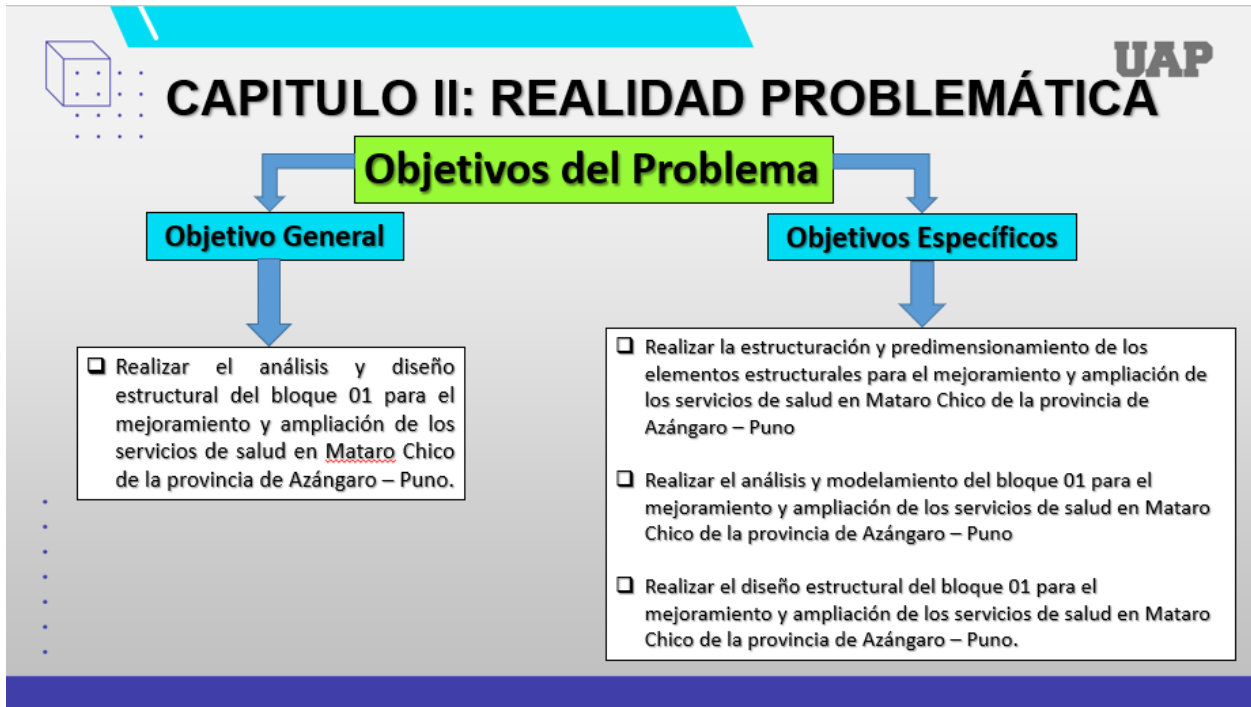 UAP
CAPITULO II: REALIDAD PROBLEMÁTICA
Objetivos del Problema
Objetivo General
Realizar el análisis y diseño
estructural del bloque 01 para el
mejoramiento y ampliación de los
servicios de salud en Mataro Chico
de la provincia de Azángaro – Puno.
Objetivos Específicos
Realizar la estructuración y predimensionamiento de los
elementos estructurales para el mejoramiento y ampliación de
los servicios de salud en Mataro Chico de la provincia de
Azángaro – Puno
Realizar el análisis y modelamiento del bloque 01 para el
mejoramiento y ampliación de los servicios de salud en Mataro
Chico de la provincia de Azángaro – Puno
Realizar el diseño estructural del bloque 01 para el
mejoramiento y ampliación de los servicios de salud en Mataro
Chico de la provincia de Azángaro – Puno.